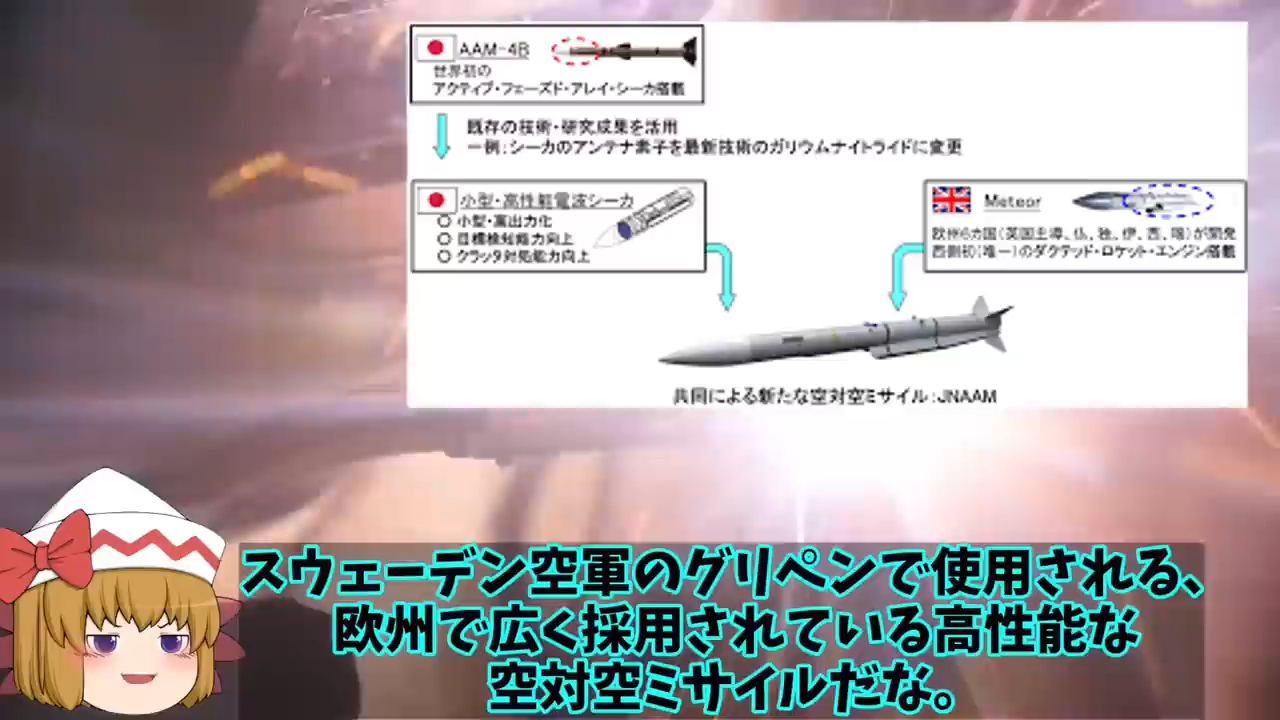 AAM-4B
世界初の
アクティブ・フェーズド・アレイ・シーカ搭載
既存の技術・研究成果を活用
一例：シーカのアンテナ素子を最新技術のガリウムナイトライドに変更
小型・高性能電波シーカ
○ 小型・高出力化
○ 目標検知能力向上
○ クラッタ対処能力向上
Meteor
欧州6カ国（英国主導、仏、独、伊、西、瑞）が開発
西側初（唯一）のダクテッド・ロケット・エンジン搭載
共同による新たな空対空ミサイル：JNAAM
スウェーデン空軍のグリペンで使用される、
欧州で広く採用されている高性能な
空対空ミサイルだな。